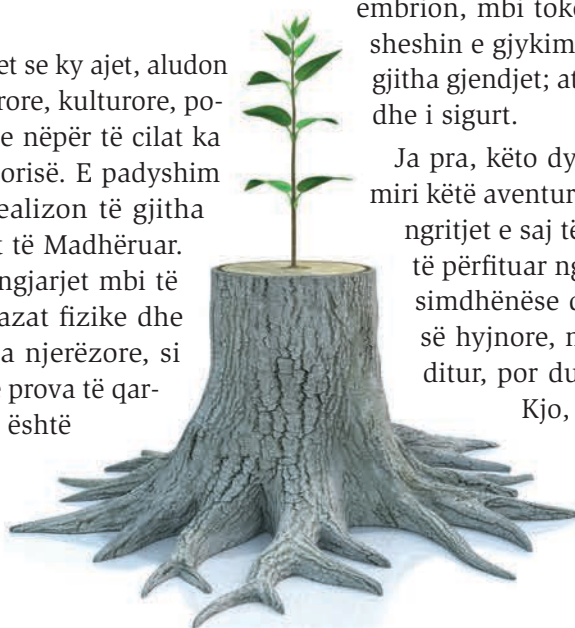 et se ky ajet, aludon
rore, kulturore, po-
e nëpër të cilat ka
orisë. E padyshim
ealizon të gjitha
t të Madhëruar.
ngjarjet mbi të
azat fizike dhe
a njerëzore, si
e prova të qar-
është
embrion, mbi tokë
sheshin e gjykim
gjitha gjendjet; at
dhe i sigurt.
Ja pra, këto dy
miri këtë aventur
ngritjet e saj të
të përfituar ng
simdhënëse d
së hyjnore, n
ditur, por du
Kjo,